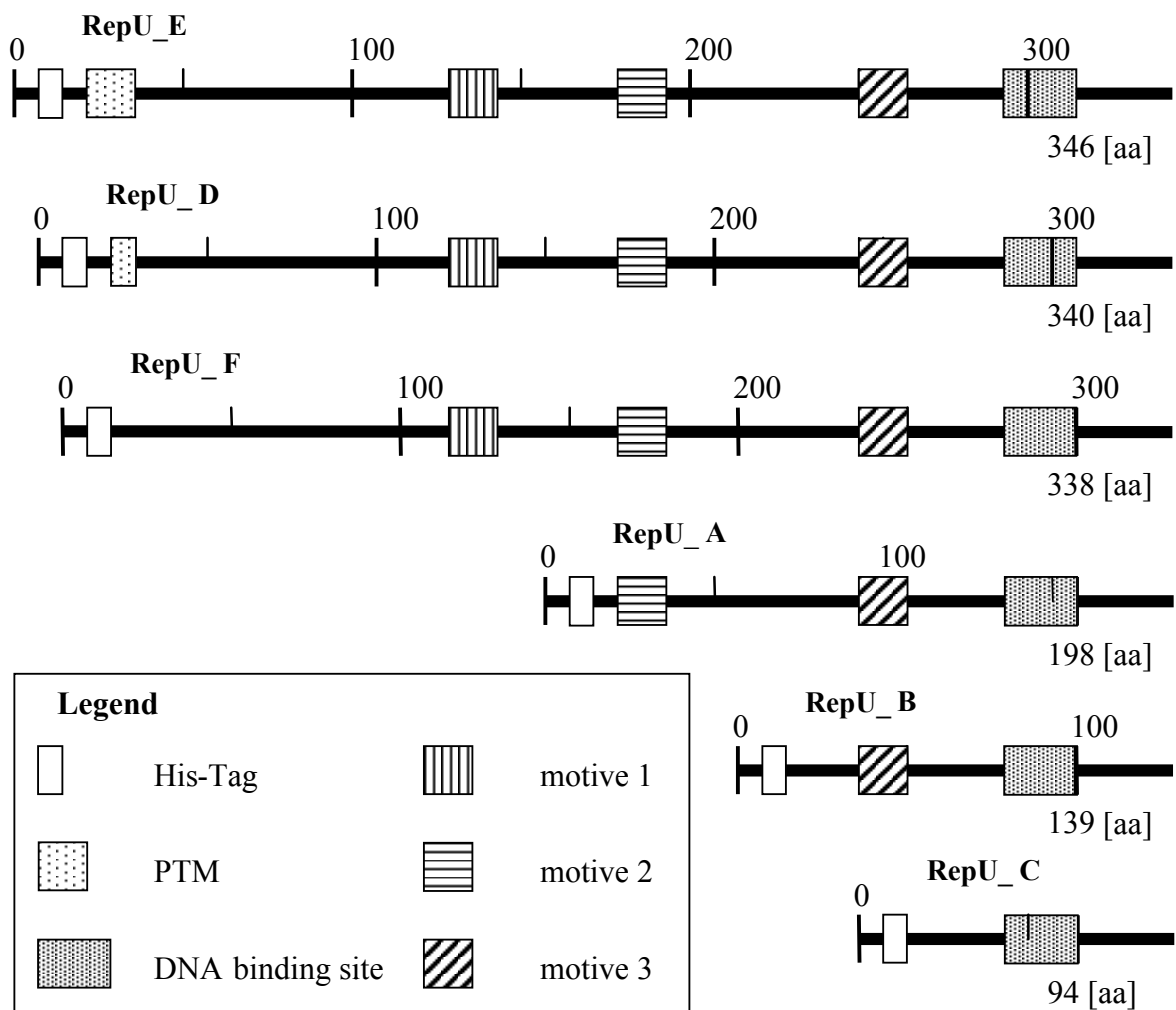 RepU_E
0 100 200 300
346 [aa]
RepU_ D
0 100 200 300
340 [aa]
RepU_ F
0 100 200 300
338 [aa]
RepU_ A
0 100
198 [aa]
RepU_ B
0 100
139 [aa]
RepU_ C
0
94 [aa]
Legend
His-Tag motive 1
PTM motive 2
DNA binding site motive 3